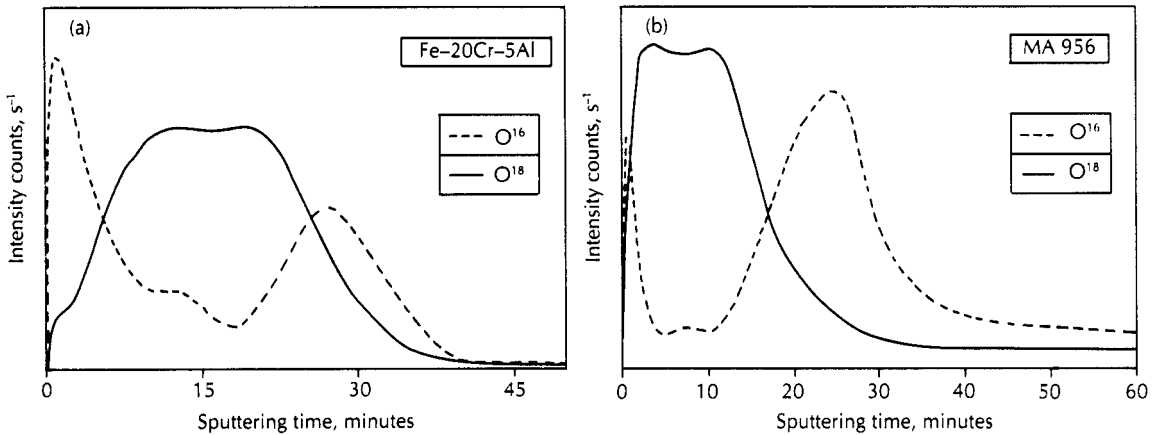 (a)
Fe–20Cr–5Al
O¹⁶
O¹⁸
Intensity counts, s⁻¹
0 15 30 45
Sputtering time, minutes
(b)
MA 956
O¹⁶
O¹⁸
Intensity counts, s⁻¹
0 10 20 30 40 50 60
Sputtering time, minutes